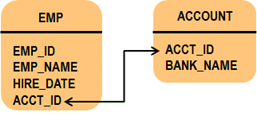 EMP
EMP_ID
EMP_NAME
HIRE_DATE
ACCT_ID
ACCOUNT
ACCT_ID
BANK_NAME